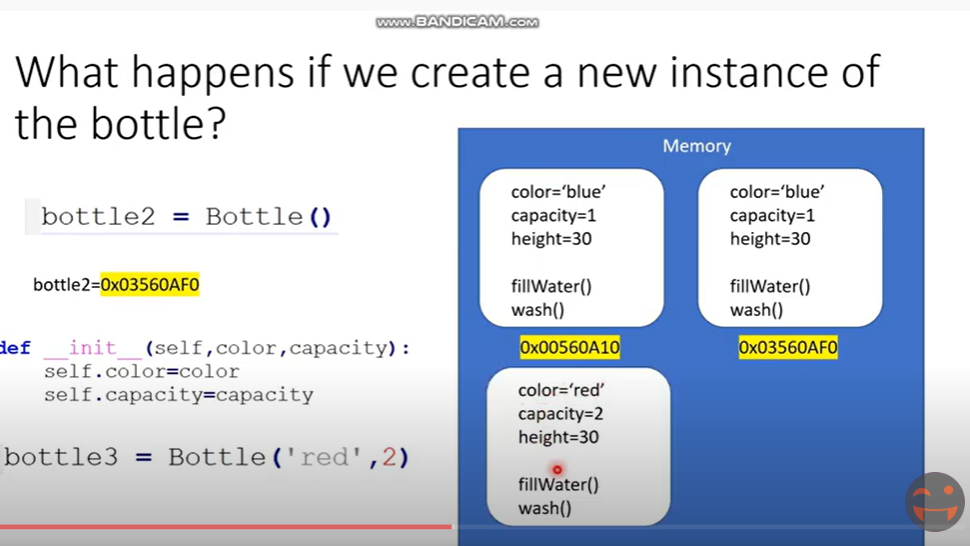 www.BANDICAM.com
What happens if we create a new instance of
the bottle?
bottle2 = Bottle()
bottle2=0x03560AF0
def __init__(self,color,capacity):
self.color=color
self.capacity=capacity
bottle3 = Bottle('red',2)
Memory
color=‘blue’
capacity=1
height=30
fillWater()
wash()
0x00560A10
color=‘blue’
capacity=1
height=30
fillWater()
wash()
0x03560AF0
color=‘red’
capacity=2
height=30
fillWater()
wash()